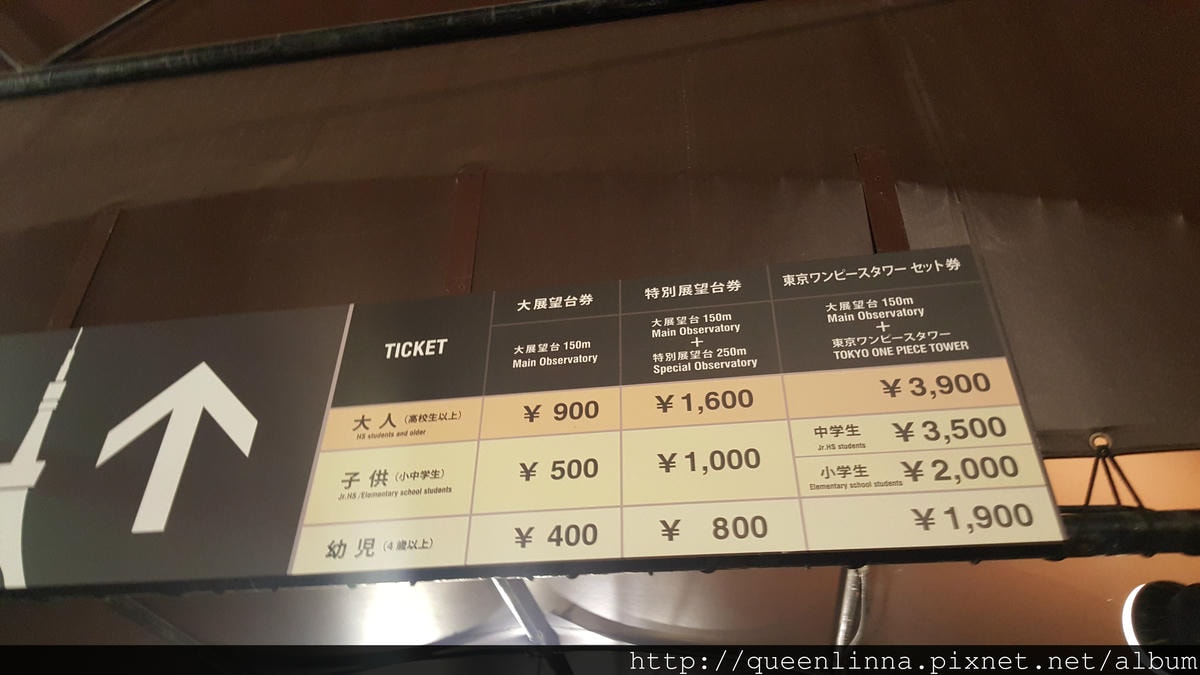 TICKET
大展望台券
大展望台 150m
Main Observatory
特別展望台券
大展望台 150m
Main Observatory
+
特別展望台 250m
Special Observatory
東京ワンピースタワー セット券
大展望台 150m
Main Observatory
+
東京ワンピースタワー
TOKYO ONE PIECE TOWER
大人（高校生以上）
HS students and older
¥ 900
¥1,600
¥3,900
子供（小中学生）
Jr.HS/Elementary school students
¥ 500
¥1,000
中学生
Jr.HS students
¥3,500
小学生
Elementary school students
¥2,000
幼児（4歳以上）
¥ 400
¥ 800
¥1,900
http://queenlinna.pixnet.net/album